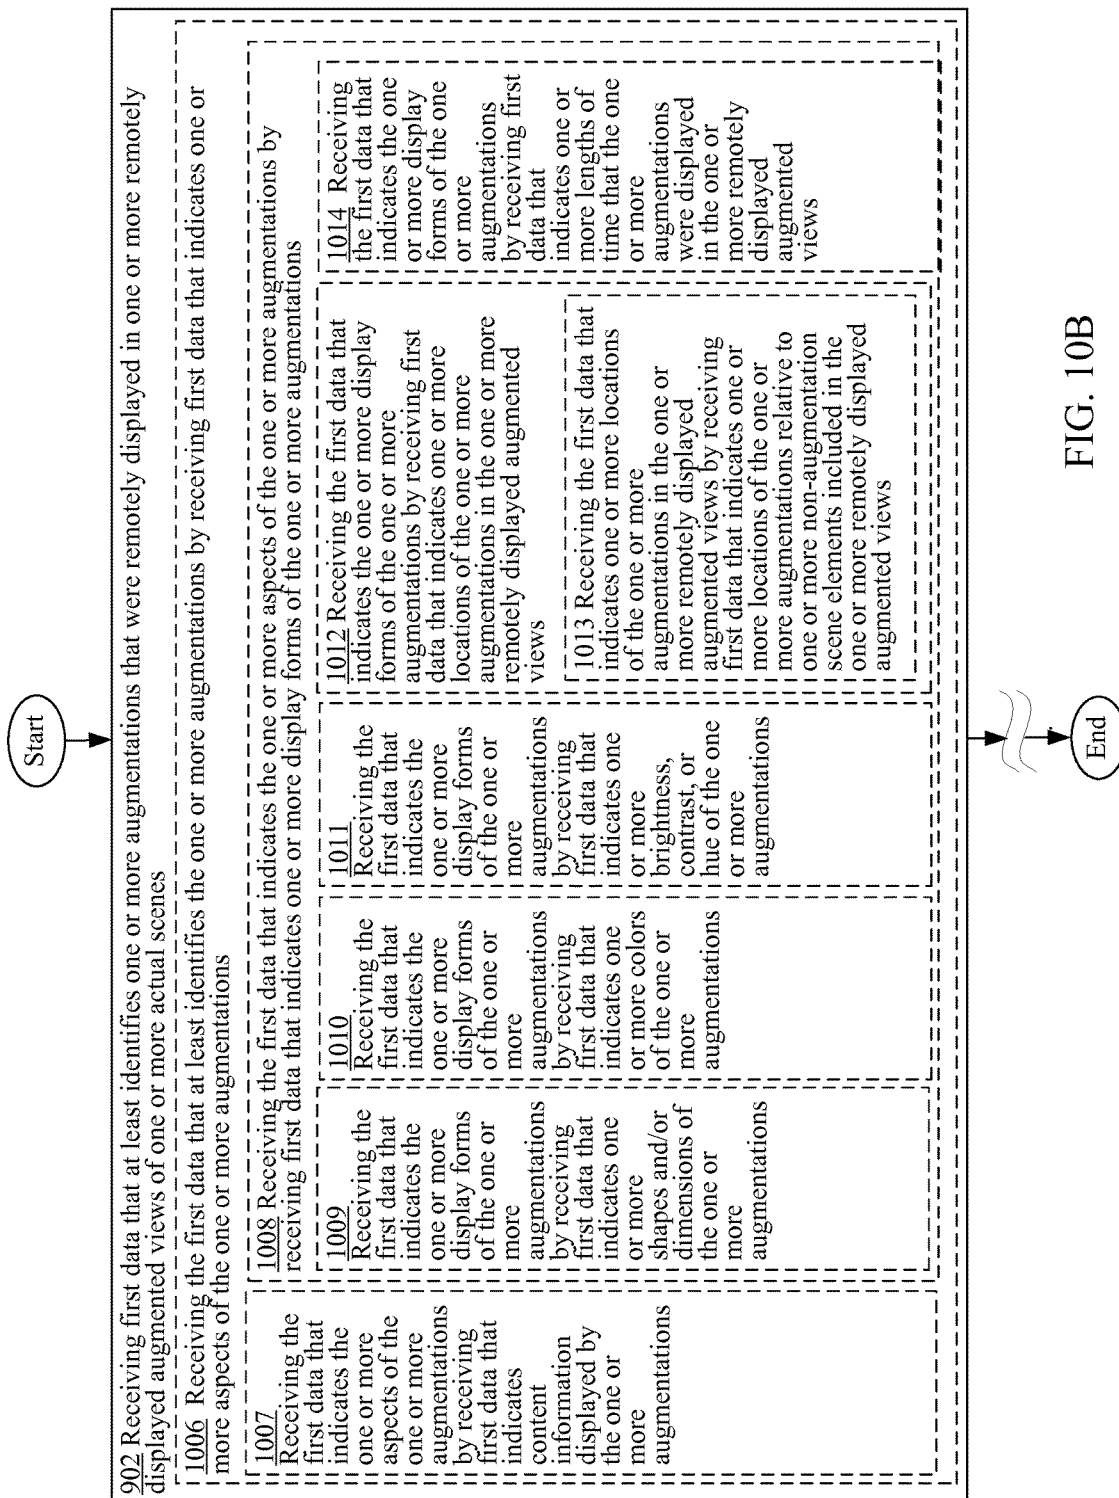 Start
902 Receiving first data that at least identifies one or more augmentations that were remotely displayed in one or more remotely
displayed augmented views of one or more actual scenes
1006 Receiving the first data that at least identifies the one or more augmentations by receiving first data that indicates one or
more aspects of the one or more augmentations
1007
Receiving the
first data that
indicates the
one or more
aspects of the
one or more
augmentations
by receiving
first data that
indicates
content
information
displayed by
the one or
more
augmentations
1008 Receiving the first data that indicates the one or more aspects of the one or more augmentations by
receiving first data that indicates one or more display forms of the one or more augmentations
1009
Receiving the
first data that
indicates the
one or more
display forms
of the one or
more
augmentations
by receiving
first data that
indicates one
or more
shapes and/or
dimensions of
the one or
more
augmentations
1010
Receiving the
first data that
indicates the
one or more
display forms
of the one or
more
augmentations
by receiving
first data that
indicates one
or more colors
of the one or
more
augmentations
1011
Receiving the
first data that
indicates the
one or more
display forms
of the one or
more
augmentations
by receiving
first data that
indicates one
or more
brightness,
contrast, or
hue of the one
or more
augmentations
1012 Receiving the first data that
indicates the one or more display
forms of the one or more
augmentations by receiving first
data that indicates one or more
locations of the one or more
augmentations in the one or more
remotely displayed augmented
views
1013 Receiving the first data that
indicates one or more locations
of the one or more
augmentations in the one or
more remotely displayed
augmented views by receiving
first data that indicates one or
more locations of the one or
more augmentations relative to
one or more non-augmentation
scene elements included in the
one or more remotely displayed
augmented views
1014 Receiving
the first data that
indicates the one
or more display
forms of the one
or more
augmentations
by receiving first
data that
indicates one or
more lengths of
time that the one
or more
augmentations
were displayed
in the one or
more remotely
displayed
augmented
views
End
FIG. 10B